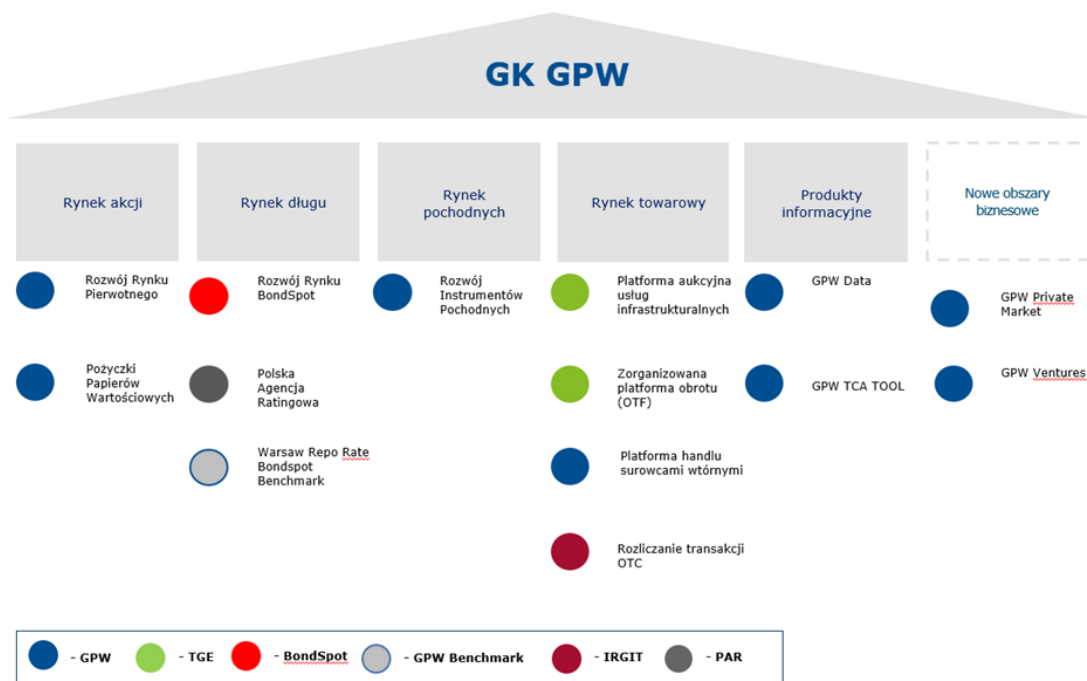 GK GPW
Rynek akcji
Rynek długu
Rynek
pochodnych
Rynek towarowy
Produkty
informacyjne
Nowe obszary
biznesowe
Rozwój Rynku
Pierwotnego
Pożyczki
Papierów
Wartościowych
Rozwój Rynku
BondSpot
Polska
Agencja
Ratingowa
Warsaw Repo Rate
Bondspot
Benchmark
Rozwój
Instrumentów
Pochodnych
Platforma aukcyjna
usług
infrastrukturalnych
Zorganizowana
platforma obrotu
(OTF)
Platforma handlu
surowcami wtórnymi
Rozliczanie transakcji
OTC
GPW Data
GPW TCA TOOL
GPW Private
Market
GPW Ventures
- GPW
- TGE
- BondSpot
- GPW Benchmark
- IRGIT
- PAR